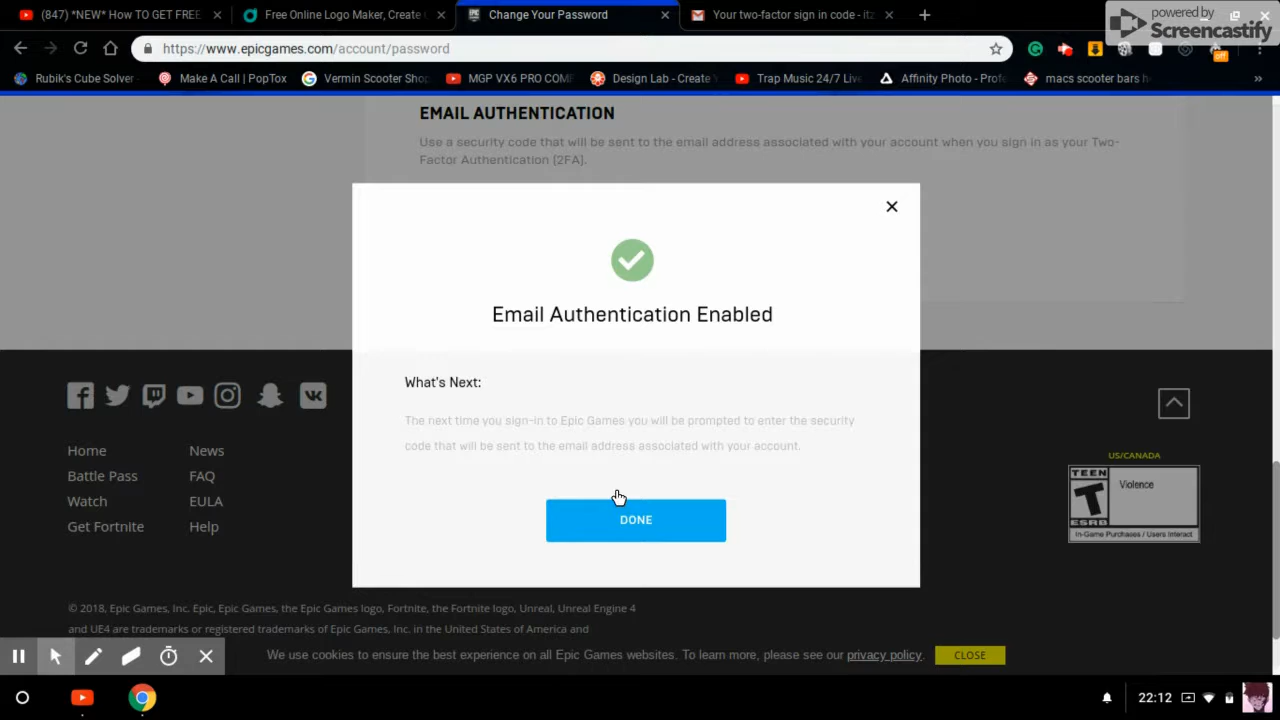 (847) *NEW* How TO GET FREE
Free Online Logo Maker, Create
Change Your Password
Your two-factor sign in code - itz
powered by
Screencastify
https://www.epicgames.com/account/password
Rubik's Cube Solver
Make A Call | PopTox
Vermin Scooter Shop
MGP VX6 PRO COM
Design Lab - Create
Trap Music 24/7 Liv
Affinity Photo - Prof
macs scooter bars h
»
off
EMAIL AUTHENTICATION
Use a security code that will be sent to the email address associated with your account when you sign in as your Two-
Factor Authentication (2FA).
Email Authentication Enabled
What's Next:
The next time you sign-in to Epic Games you will be prompted to enter the security
code that will be sent to the email address associated with your account.
DONE
Home
News
Battle Pass
FAQ
Watch
EULA
Get Fortnite
Help
US/CANADA
TEEN
T
ESRB
Violence
In-Game Purchases / Users Interact
© 2018, Epic Games, Inc. Epic, Epic Games, the Epic Games logo, Fortnite, the Fortnite logo, Unreal, Unreal Engine 4
and UE4 are trademarks or registered trademarks of Epic Games, Inc. in the United States of America and
We use cookies to ensure the best experience on all Epic Games websites. To learn more, please see our privacy policy.
CLOSE
22:12